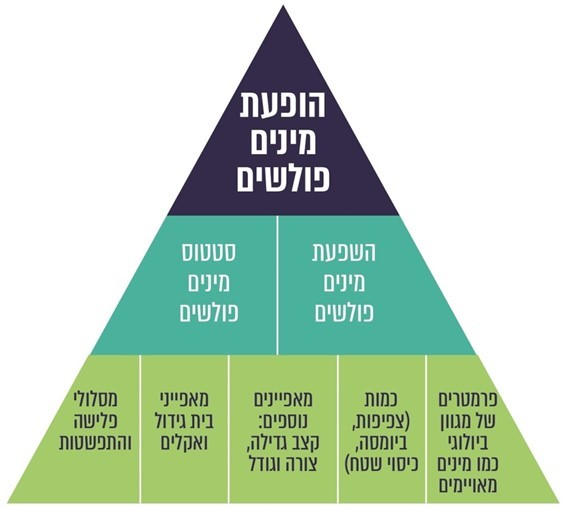 הופעת
מינים
פולשים
השפעת
מינים
פולשים
סטטוס
מינים
פולשים
פרמטרים
של מגוון
ביולוגי
כמו מינים
מאויימים
כמות
(צפיפות,
ביומסה,
כיסוי שטח)
מאפיינים
נוספים:
קצב גדילה,
צורה וגודל
מאפייני
בית גידול
ואקלים
מסלולי
פלישה
והתפשטות